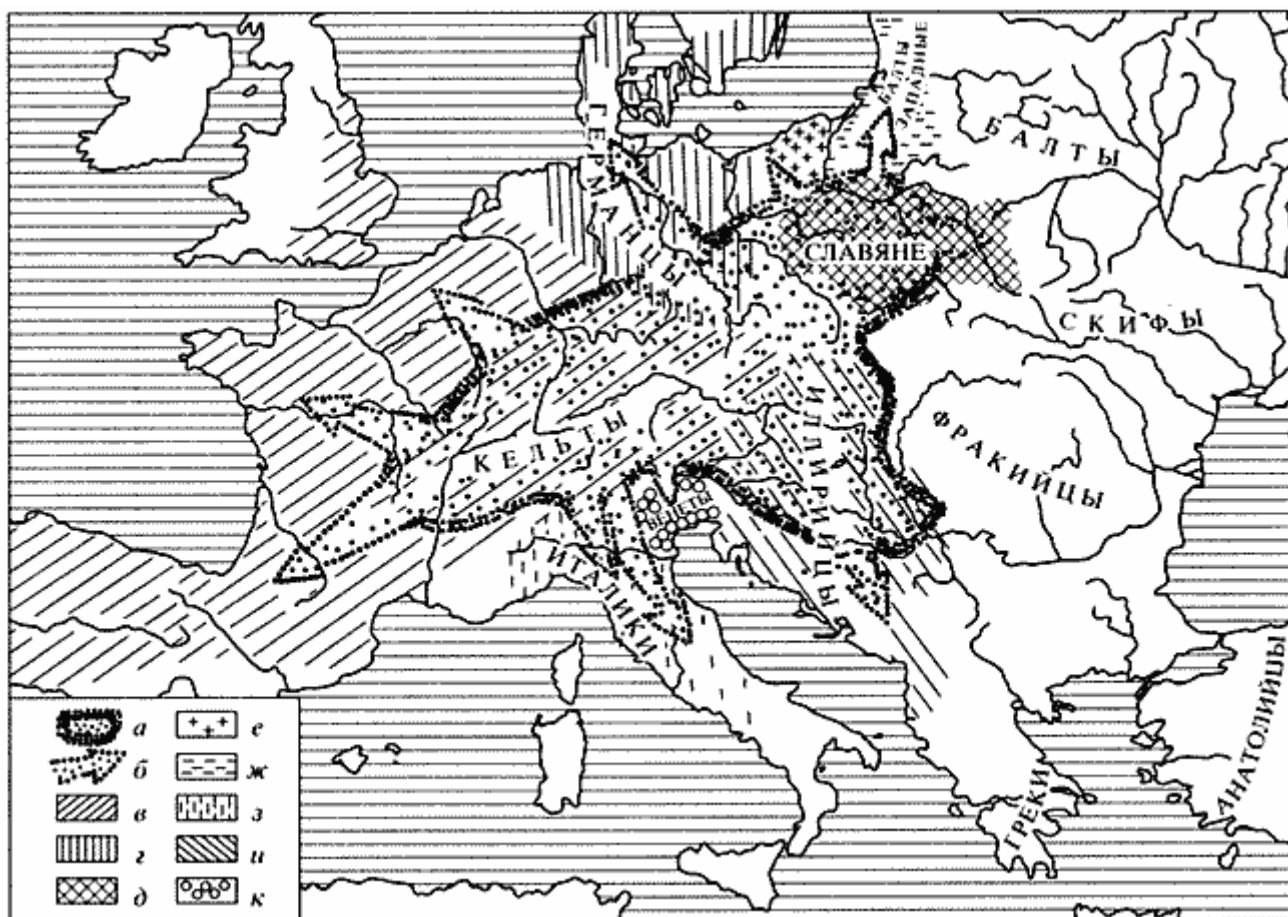 БАЛТЫ
ЗАПАДНЫЕ
ГЕРМАНЦЫ
БАЛТЫ
СЛАВЯНЕ
СКИФЫ
КЕЛЬТЫ
ИЛЛИРИЙЦЫ
ФРАКИЙЦЫ
ВЕНЕТЫ
ИТАЛИКИ
ГРЕКИ
АНАТОЛИЙЦЫ
а е
б ж
в з
г и
д к